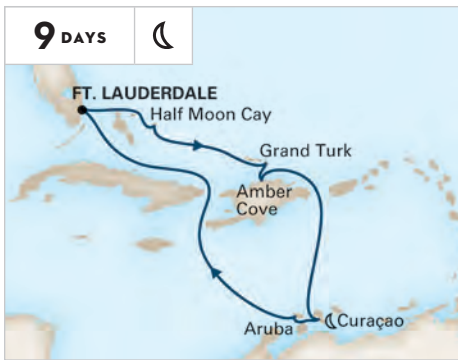 9 DAYS
FT. LAUDERDALE
Half Moon Cay
Grand Turk
Amber
Cove
Curaçao
Aruba